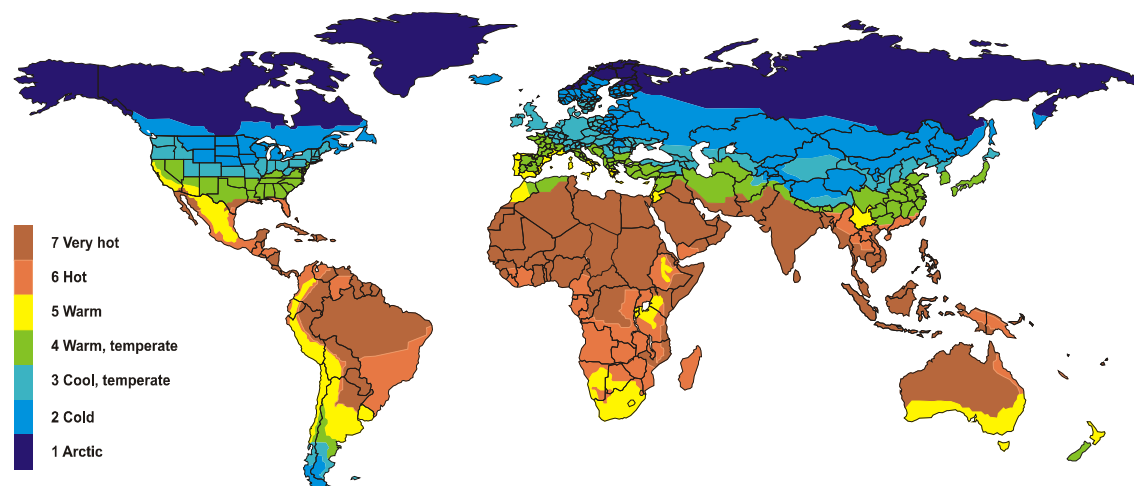 7 Very hot
6 Hot
5 Warm
4 Warm, temperate
3 Cool, temperate
2 Cold
1 Arctic